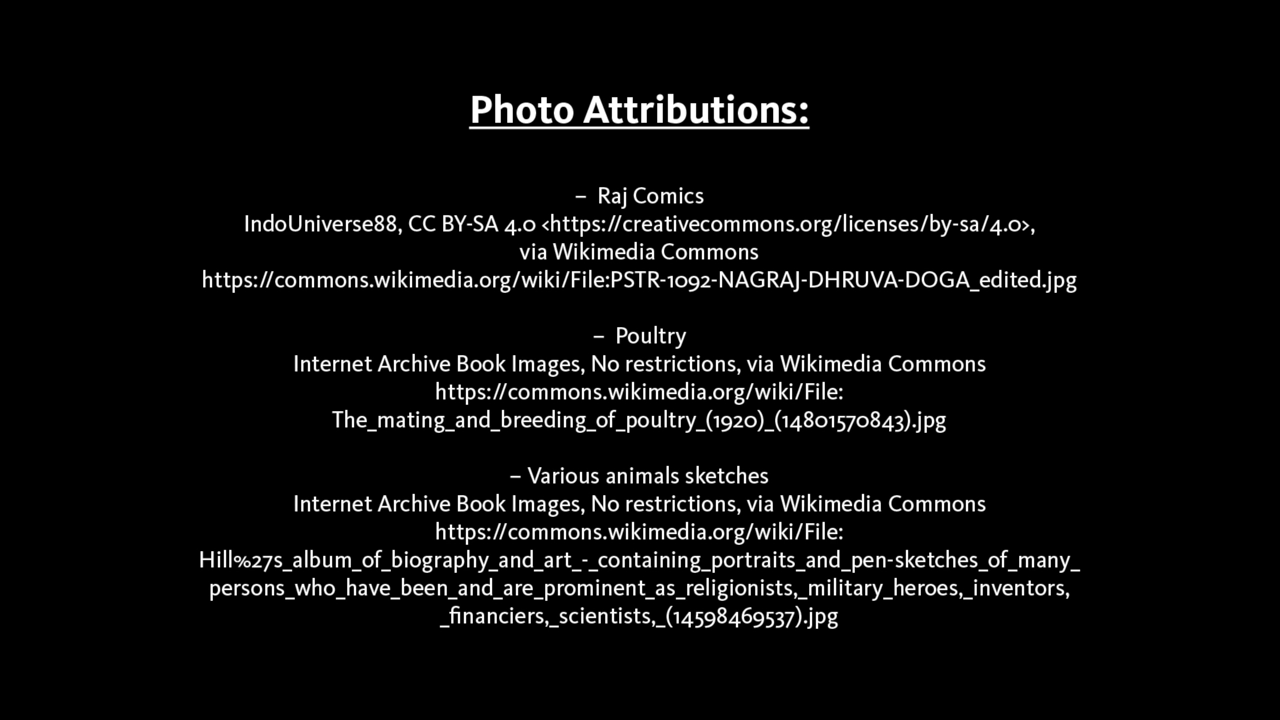 Photo Attributions:
– Raj Comics
IndoUniverse88, CC BY-SA 4.0 <https://creativecommons.org/licenses/by-sa/4.0>,
via Wikimedia Commons
https://commons.wikimedia.org/wiki/File:PSTR-1092-NAGRAJ-DHRUVA-DOGA_edited.jpg
– Poultry
Internet Archive Book Images, No restrictions, via Wikimedia Commons
https://commons.wikimedia.org/wiki/File:
The_mating_and_breeding_of_poultry_(1920)_(14801570843).jpg
– Various animals sketches
Internet Archive Book Images, No restrictions, via Wikimedia Commons
https://commons.wikimedia.org/wiki/File:
Hill%27s_album_of_biography_and_art_-_containing_portraits_and_pen-sketches_of_many_
persons_who_have_been_and_are_prominent_as_religionists,_military_heroes,_inventors,
_financiers,_scientists,_(14598469537).jpg